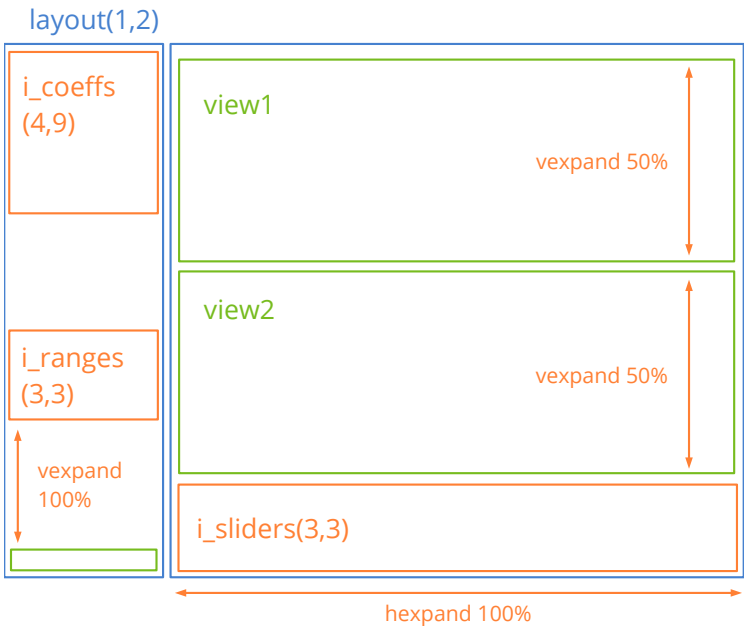 layout(1,2)
i_coeffs
(4,9)
i_ranges
(3,3)
vexpand
100%
view1
vexpand 50%
view2
vexpand 50%
i_sliders(3,3)
hexpand 100%